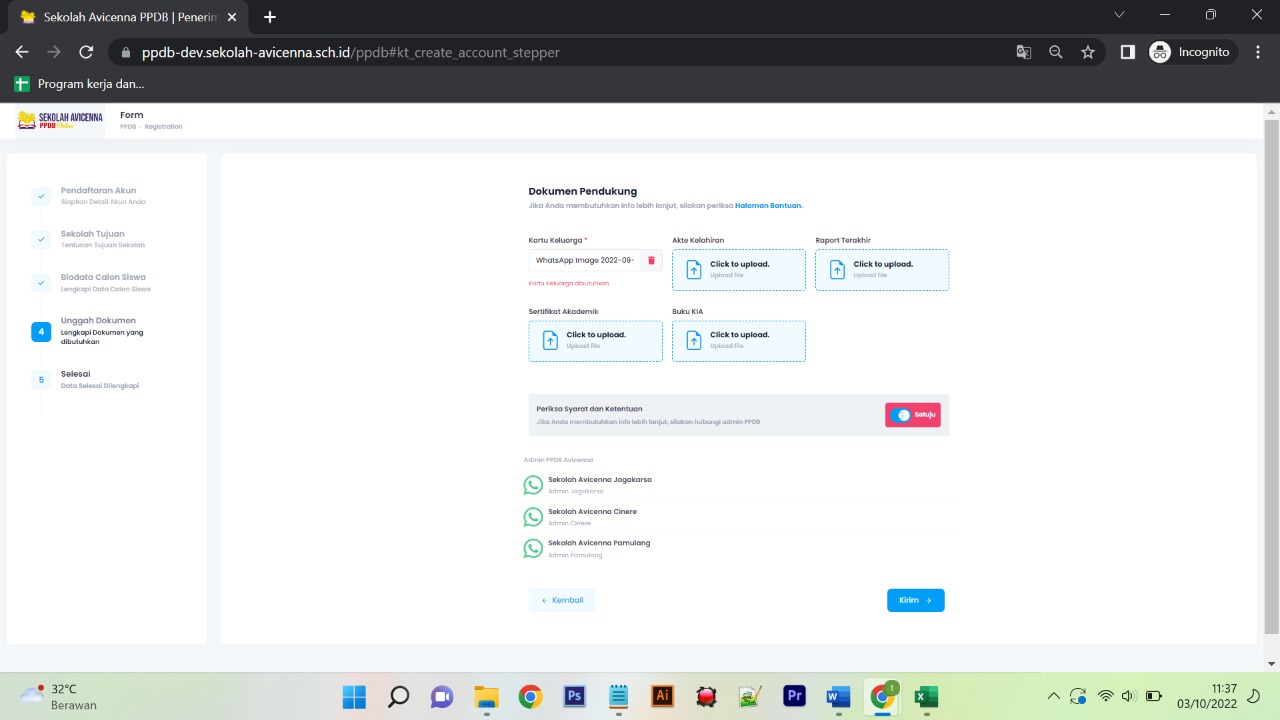 Sekolah Avicenna | PPDB | Penerim
ppdb-dev.sekolah-avicenna.sch.id/ppdb#kt_create_account_stepper
Incognito
Program kerja dan...
SEKOLAH AVICENNA
PPDB Online
Form
PPDB - Registration
Pendaftaran Akun
Siapkan Detail Akun Anda
Sekolah Tujuan
Tentukan Tujuan Sekolah
Biodata Calon Siswa
Lengkapi Data Calon Siswa
4
Unggah Dokumen
Lengkapi Dokumen yang
dibutuhkan
5
Selesai
Data Selesai Dilengkapi
Dokumen Pendukung
Jika Anda membutuhkan info lebih lanjut, silakan periksa Halaman Bantuan.
Kartu Keluarga *
WhatsApp Image 2022-09-
Kartu Keluarga dibutuhkan
Akte Kelahiran
Click to upload.
Upload file
Raport Terakhir
Click to upload.
Upload file
Sertifikat Akademik
Click to upload.
Upload file
Buku KIA
Click to upload.
Upload file
Periksa Syarat dan Ketentuan
Jika Anda membutuhkan info lebih lanjut, silakan hubungi admin PPDB
Setuju
Admin PPDB Avicenna
Sekolah Avicenna Jagakarsa
Admin Jagakarsa
Sekolah Avicenna Cinere
Admin Cinere
Sekolah Avicenna Pamulang
Admin Pamulang
← Kembali
Kirim →
32°C
Berawan
Ps
Ai
Pr
W
1
X
11:37
03/10/2022